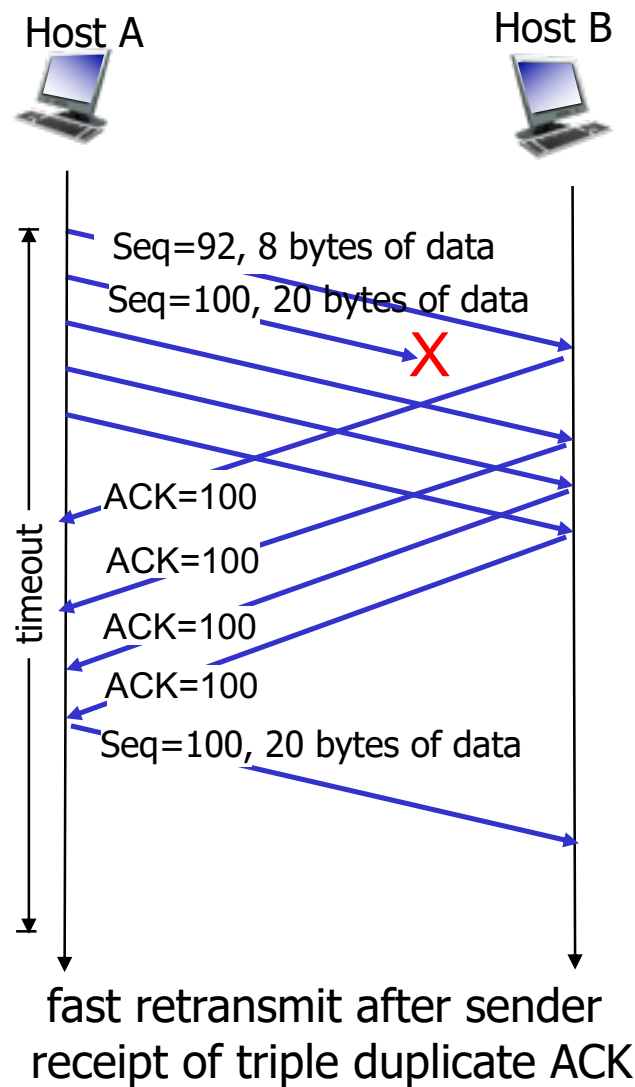 Host A
Host B
Seq=92, 8 bytes of data
Seq=100, 20 bytes of data
X
ACK=100
timeout
ACK=100
ACK=100
ACK=100
Seq=100, 20 bytes of data
fast retransmit after sender
receipt of triple duplicate ACK